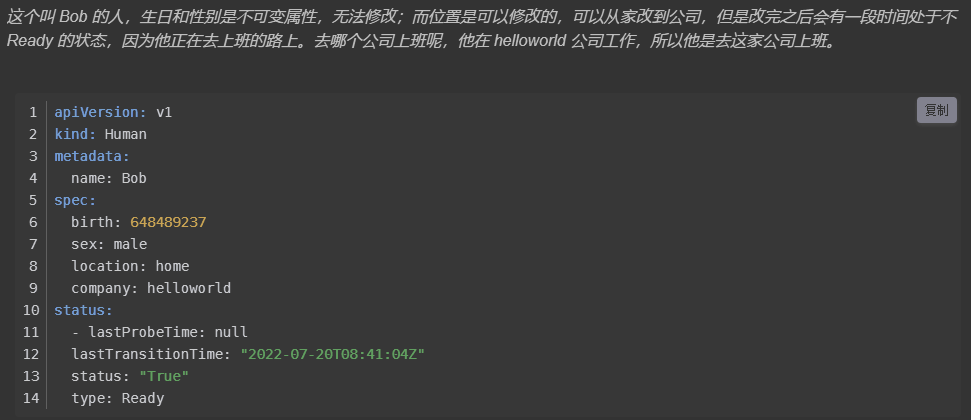 这个叫 Bob 的人，生日和性别是不可变属性，无法修改；而位置是可以修改的，可以从家改到公司，但是改完之后会有一段时间处于不
Ready 的状态，因为他正在去上班的路上。去哪个公司上班呢，他在 helloworld 公司工作，所以他是去这家公司上班。
复制
1 apiVersion: v1
2 kind: Human
3 metadata:
4   name: Bob
5 spec:
6   birth: 648489237
7   sex: male
8   location: home
9   company: helloworld
10 status:
11   - lastProbeTime: null
12   lastTransitionTime: "2022-07-20T08:41:04Z"
13   status: "True"
14   type: Ready